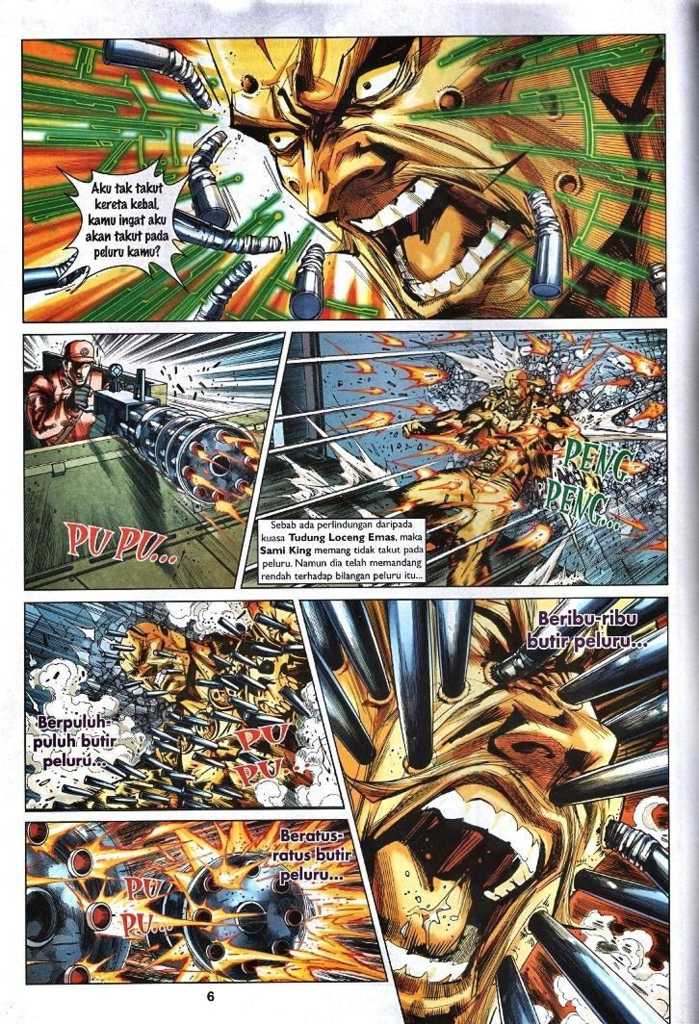 Aku tak takut
kereta kebal,
kamu ingat aku
akan takut pada
peluru kamu?
PU PU...
PENG
PENG...
Sebab ada perlindungan daripada
kuasa Tudung Loceng Emas, maka
Sami King memang tidak takut pada
peluru. Namun dia telah memandang
rendah terhadap bilangan peluru itu...
Berpuluh-
puluh butir
peluru...
PU
PU...
Beratus-
ratus butir
peluru...
PU
PU...
Beribu-ribu
butir peluru...
6